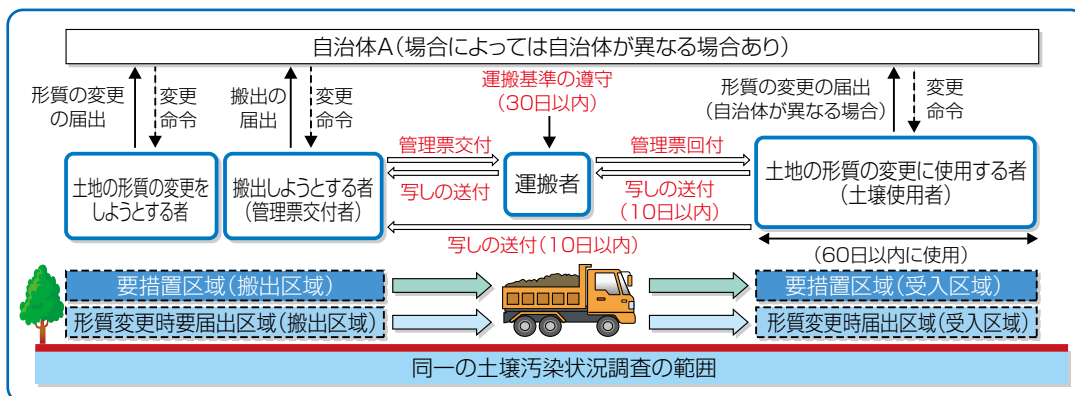 自治体A（場合によっては自治体が異なる場合あり）
形質の変更
の届出
変更
命令
搬出の
届出
変更
命令
運搬基準の遵守
（30日以内）
形質の変更の届出
（自治体が異なる場合）
変更
命令
土地の形質の変更を
しようとする者
搬出しようとする者
（管理票交付者）
管理票交付
写しの送付
運搬者
管理票回付
写しの送付
（10日以内）
土地の形質の変更に使用する者
（土壌使用者）
写しの送付（10日以内）
（60日以内に使用）
要措置区域（搬出区域）
要措置区域（受入区域）
形質変更時要届出区域（搬出区域）
形質変更時届出区域（受入区域）
同一の土壌汚染状況調査の範囲